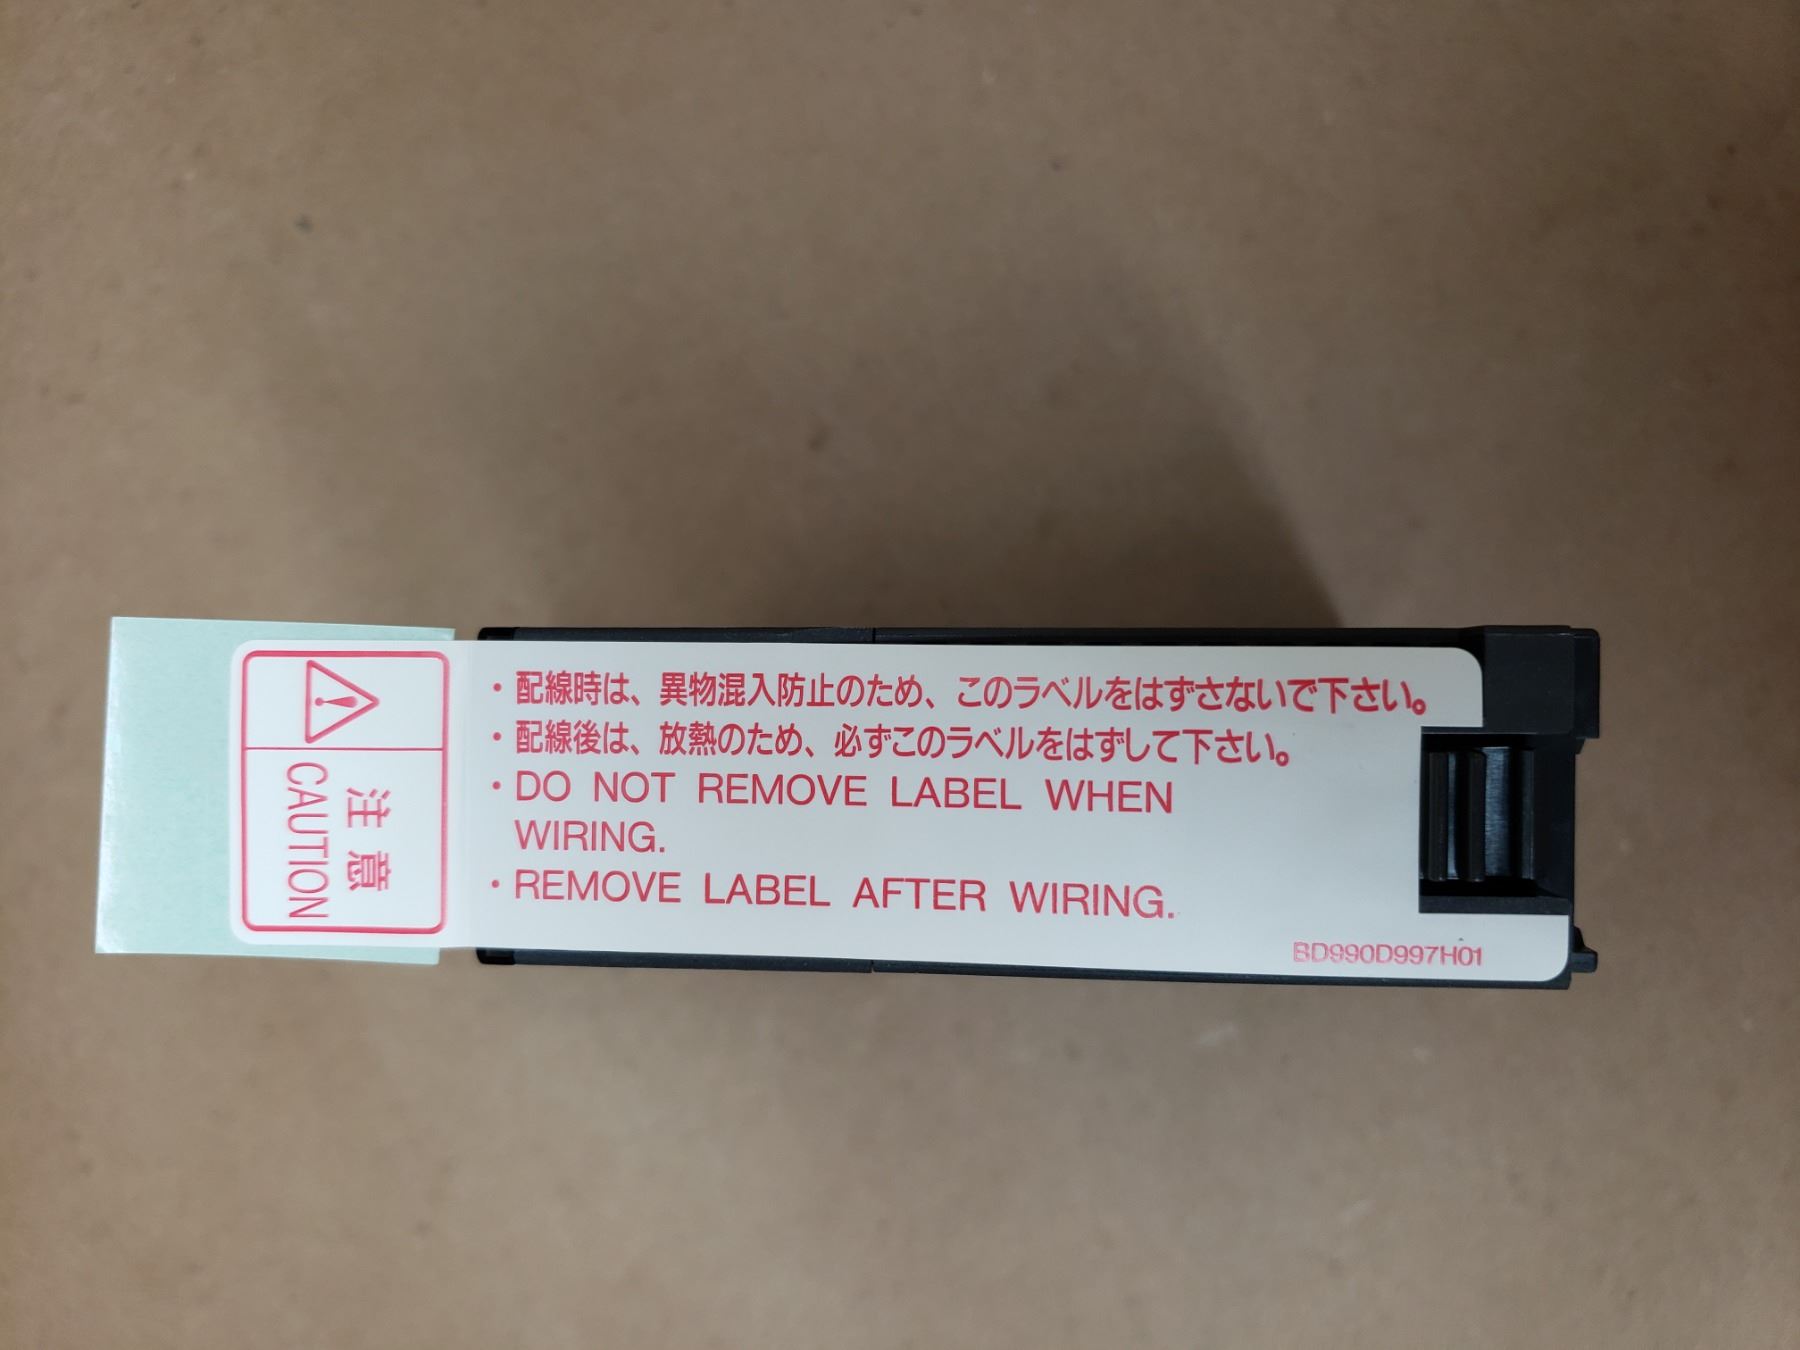 注意
CAUTION
・配線時は、異物混入防止のため、このラベルをはずさないで下さい。
・配線後は、放熱のため、必ずこのラベルをはずして下さい。
・DO NOT REMOVE LABEL WHEN
WIRING.
・REMOVE LABEL AFTER WIRING.
BD990D997H01